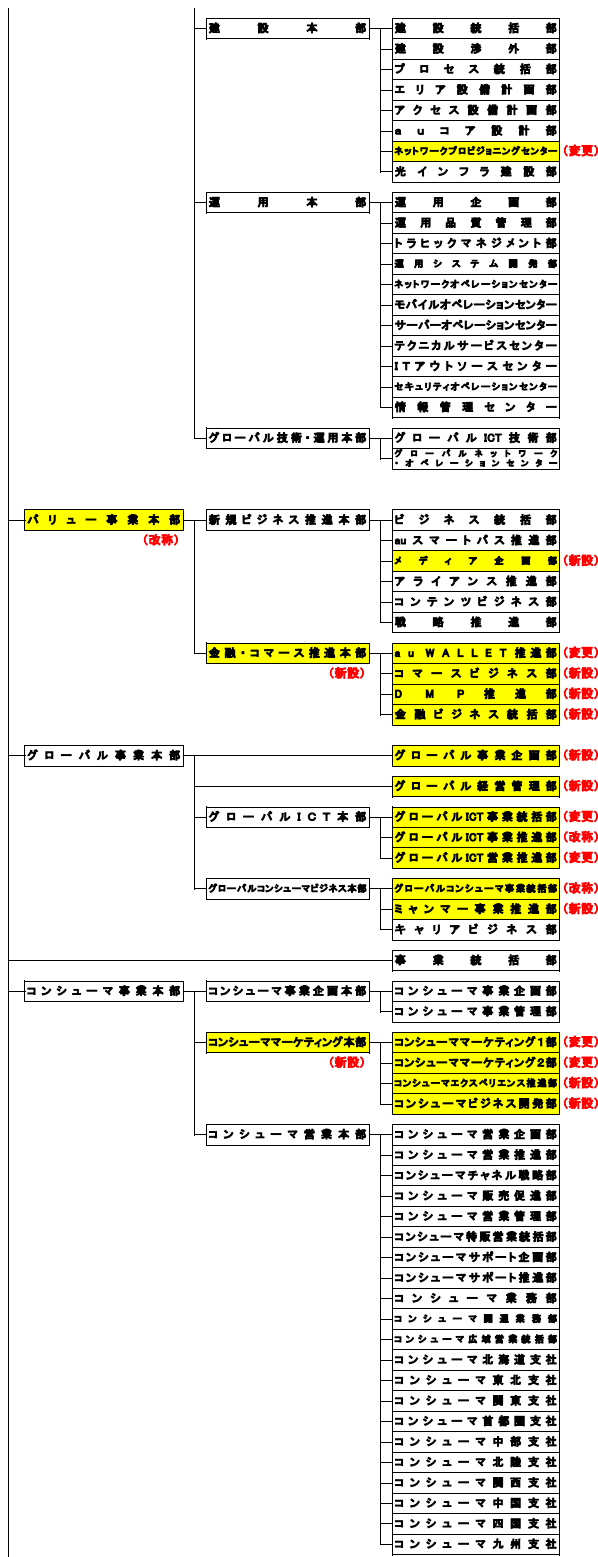 建設本部
建設統括部
建設渉外部
プロセス統括部
エリア設備計画部
アクセス設備計画部
auコア設計部
ネットワークプロビジョニングセンター (変更)
光インフラ建設部
運用本部
運用企画部
運用品質管理部
トラヒックマネジメント部
運用システム開発部
ネットワークオペレーションセンター
モバイルオペレーションセンター
サーバーオペレーションセンター
テクニカルサービスセンター
ITアウトソースセンター
セキュリティオペレーションセンター
情報管理センター
グローバル技術・運用本部
グローバルICT技術部
グローバルネットワーク
・オペレーションセンター
バリュー事業本部
(改称)
新規ビジネス推進本部
ビジネス統括部
auスマートパス推進部
メディア企画部 (新設)
アライアンス推進部
コンテンツビジネス部
戦略推進部
金融・コマース推進本部
(新設)
au WALLET推進部 (変更)
コマースビジネス部 (新設)
DMP推進部 (新設)
金融ビジネス統括部 (新設)
グローバル事業本部
グローバル事業企画部 (新設)
グローバル経営管理部 (新設)
グローバルICT本部
グローバルICT事業統括部 (変更)
グローバルICT事業推進部 (改称)
グローバルICT営業推進部 (変更)
グローバルコンシューマビジネス本部
グローバルコンシューマ事業統括部 (改称)
ミャンマー事業推進部 (新設)
キャリアビジネス部
事業統括部
コンシューマ事業本部
コンシューマ事業企画本部
コンシューマ事業企画部
コンシューマ事業管理部
コンシューママーケティング本部
(新設)
コンシューママーケティング1部 (変更)
コンシューママーケティング2部 (変更)
コンシューマエクスペリエンス推進部 (新設)
コンシューマビジネス開発部 (新設)
コンシューマ営業本部
コンシューマ営業企画部
コンシューマ営業推進部
コンシューマチャネル戦略部
コンシューマ販売促進部
コンシューマ営業管理部
コンシューマ特販営業統括部
コンシューマサポート企画部
コンシューマサポート推進部
コンシューマ業務部
コンシューマ開通業務部
コンシューマ広域営業統括部
コンシューマ北海道支社
コンシューマ東北支社
コンシューマ関東支社
コンシューマ首都圏支社
コンシューマ中部支社
コンシューマ北陸支社
コンシューマ関西支社
コンシューマ中国支社
コンシューマ四国支社
コンシューマ九州支社